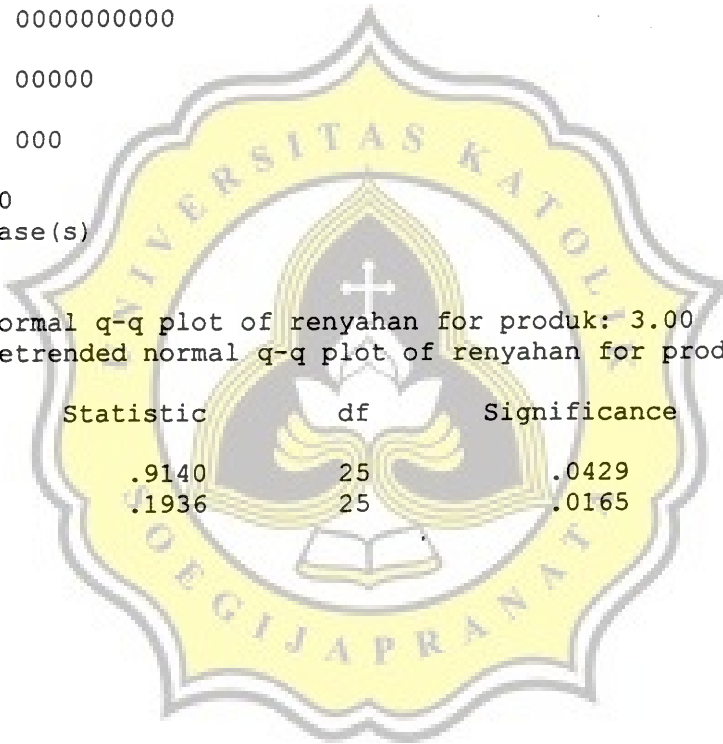 0000000000
00000
000
0
ase(s)
ormal q-q plot of renyahan for produk: 3.00
etrended normal q-q plot of renyahan for prod
Statistic df Significance
.9140 25 .0429
.1936 25 .0165
UNIVERSITAS KATOLIK
SOEGIJAPRANATA